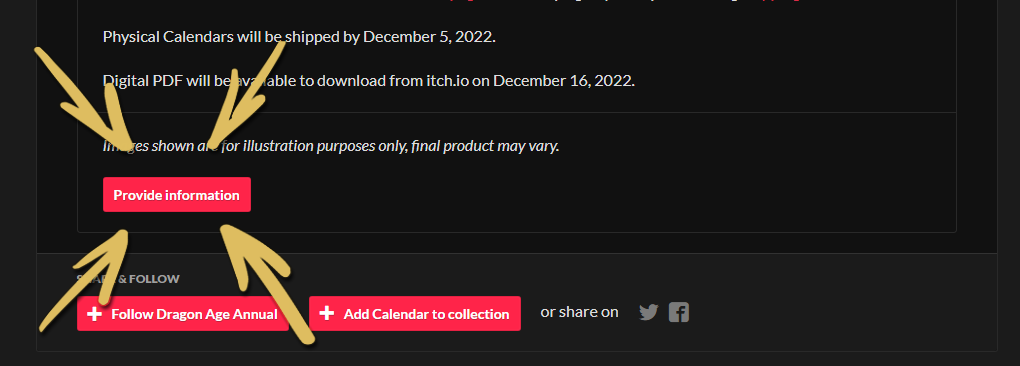 Physical Calendars will be shipped by December 5, 2022.
Digital PDF will be available to download from itch.io on December 16, 2022.
Images shown are for illustration purposes only, final product may vary.
Provide information
SHARE & FOLLOW
+ Follow Dragon Age Annual + Add Calendar to collection or share on